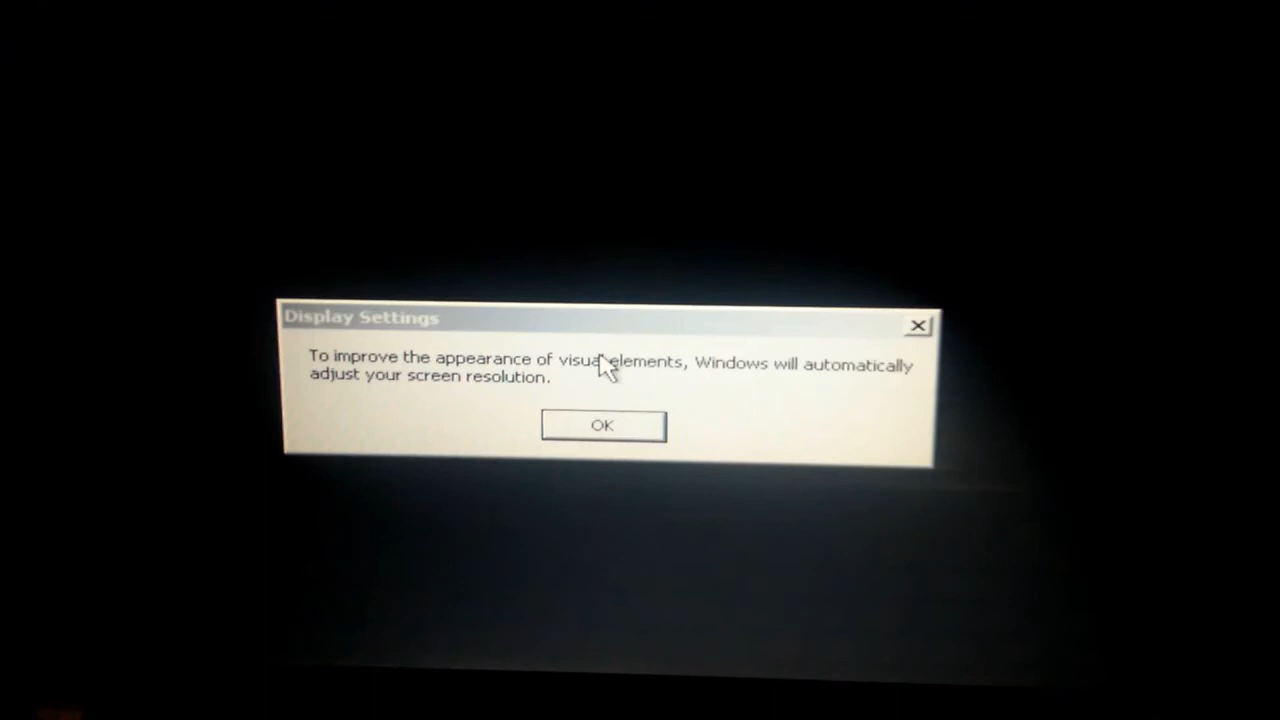 Display Settings
To improve the appearance of visual elements, Windows will automatically
adjust your screen resolution.
OK